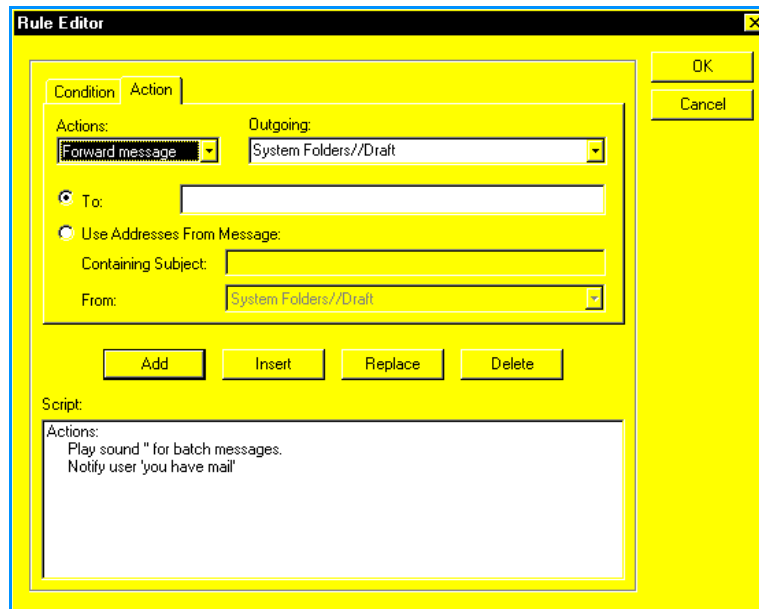 Rule Editor
OK
Cancel
Condition Action
Actions: Outgoing:
Forward message System Folders//Draft
To:
Use Addresses From Message:
Containing Subject:
From: System Folders//Draft
Add Insert Replace Delete
Script:
Actions:
Play sound '' for batch messages.
Notify user 'you have mail'